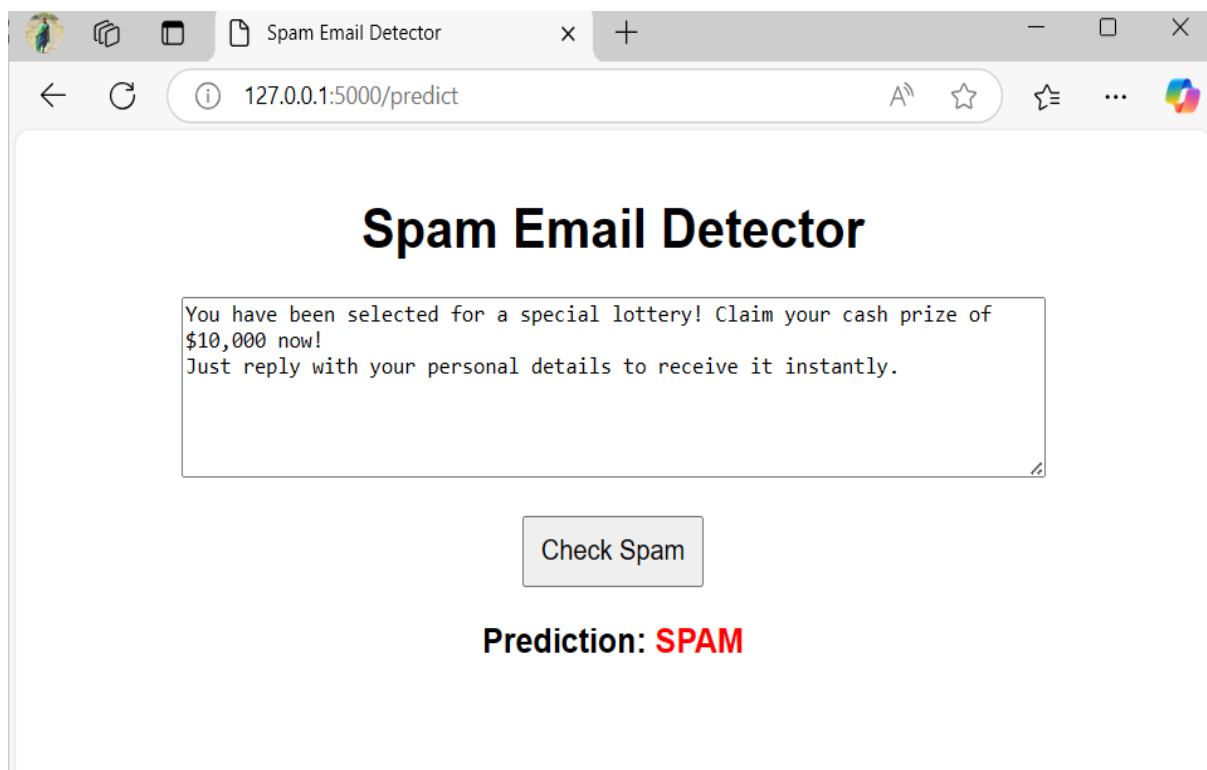 Spam Email Detector
127.0.0.1:5000/predict
Spam Email Detector
You have been selected for a special lottery! Claim your cash prize of
$10,000 now!
Just reply with your personal details to receive it instantly.
Check Spam
Prediction: SPAM